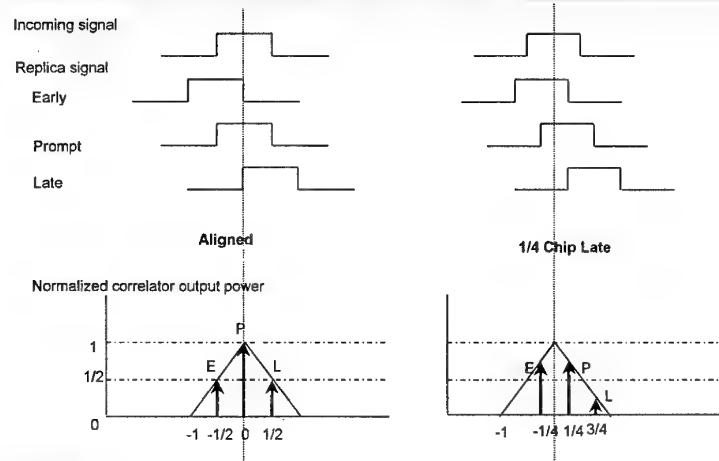 Incoming signal
Replica signal
Early
Prompt
Late
Aligned
1/4 Chip Late
Normalized correlator output power
P
1
E
L
1/2
0
-1 -1/2 0 1/2
E
P
L
-1 -1/4 1/4 3/4